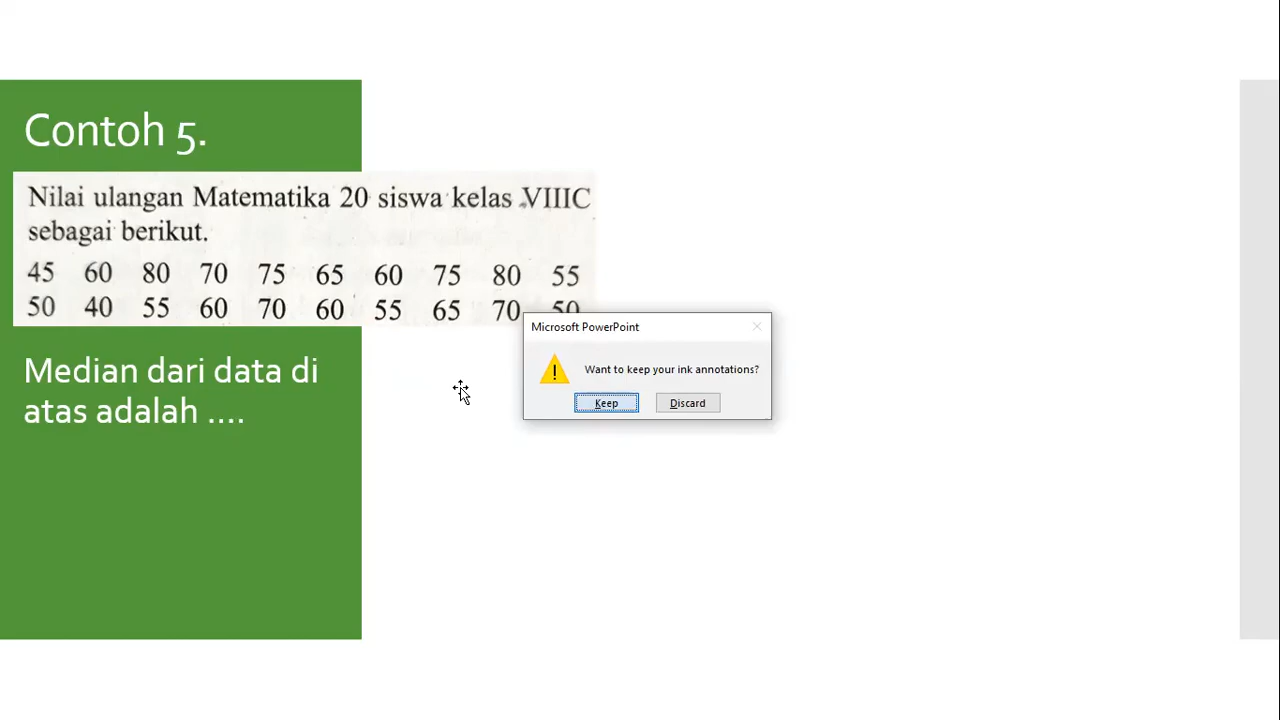 Contoh 5.
Nilai ulangan Matematika 20 siswa kelas VIIIC
sebagai berikut.
45 60 80 70 75 65 60 75 80 55
50 40 55 60 70 60 55 65 70 50
Median dari data di
atas adalah ....
Microsoft PowerPoint
Want to keep your ink annotations?
Keep Discard